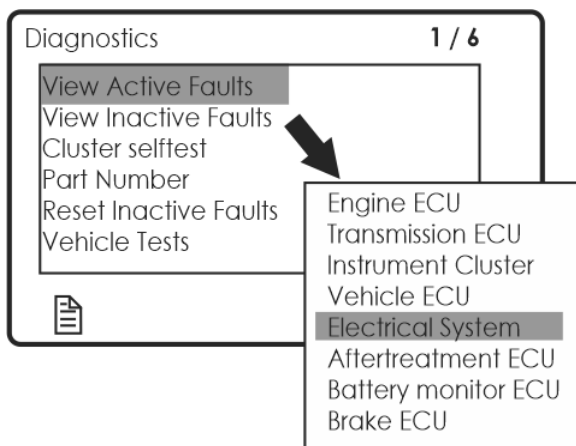 Diagnostics 1 / 6
View Active Faults
View Inactive Faults
Cluster selftest
Part Number
Reset Inactive Faults
Vehicle Tests
Engine ECU
Transmission ECU
Instrument Cluster
Vehicle ECU
Electrical System
Aftertreatment ECU
Battery monitor ECU
Brake ECU